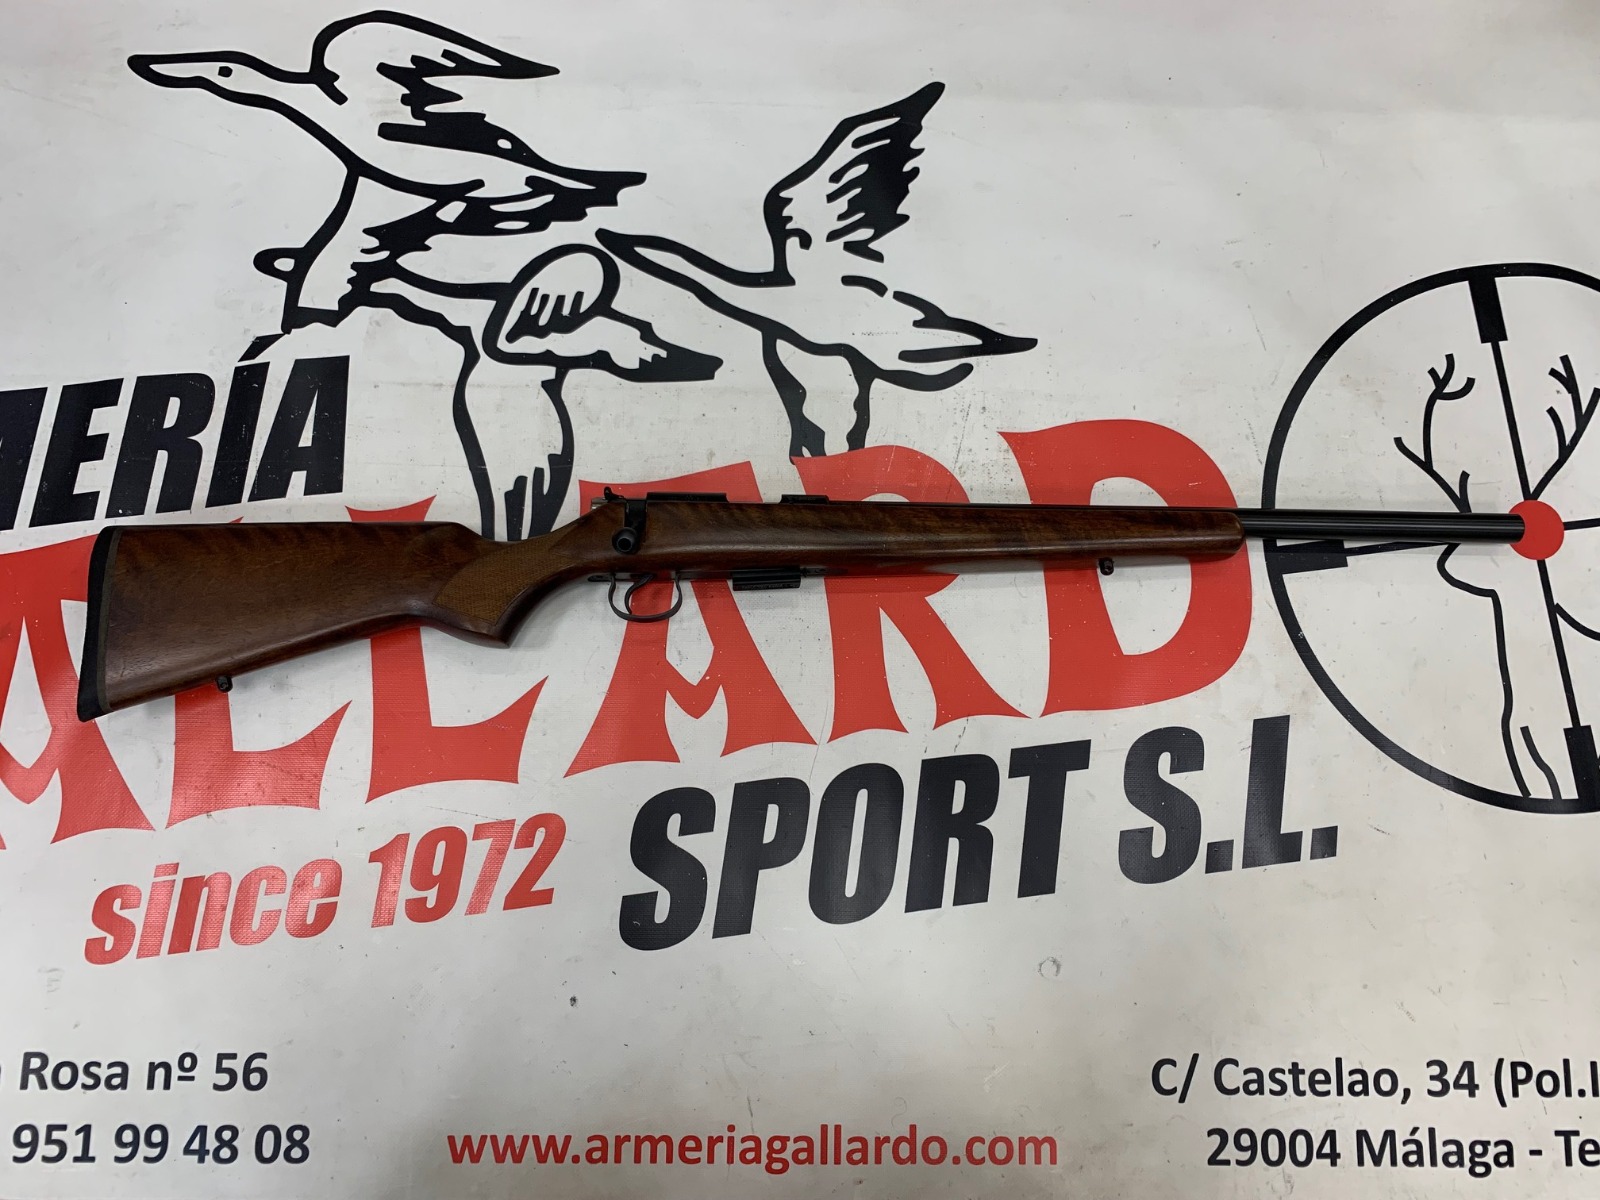 MERÍA
ALLARD
since 1972 SPORT S.L.
Rosa nº 56
951 99 48 08
www.armeriagallardo.com
C/ Castelao, 34 (Pol.I
29004 Málaga - Te